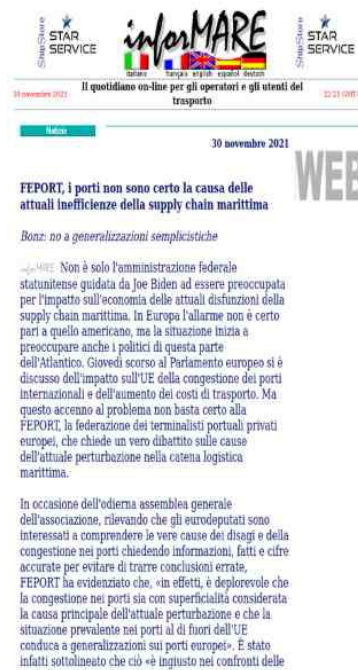 ShipStore
STAR
SERVICE
inforMARE
ShipStore
STAR
SERVICE
italiano français english español deutsch
30 novembre 2021
Il quotidiano on-line per gli operatori e gli utenti del
trasporto
Notizie
30 novembre 2021
WEB
FEPORT, i porti non sono certo la causa delle
attuali inefficienze della supply chain marittima
Bonz: no a generalizzazioni semplicistiche
inforMARE Non è solo l'amministrazione federale
statunitense guidata da Joe Biden ad essere preoccupata
per l'impatto sull'economia delle attuali disfunzioni della
supply chain marittima. In Europa l'allarme non è certo
pari a quello americano, ma la situazione inizia a
preoccupare anche i politici di questa parte
dell'Atlantico. Giovedì scorso al Parlamento europeo si è
discusso dell'impatto sull'UE della congestione dei porti
internazionali e dell'aumento dei costi di trasporto. Ma
questo accenno al problema non basta certo alla
FEPORT, la federazione dei terminalisti portuali privati
europei, che chiede un vero dibattito sulle cause
dell'attuale perturbazione nella catena logistica
marittima.
In occasione dell'odierna assemblea generale
dell'associazione, rilevando che gli eurodeputati sono
interessati a comprendere le vere cause dei disagi e della
congestione nei porti chiedendo informazioni, fatti e cifre
accurate per evitare di trarre conclusioni errate,
FEPORT ha evidenziato che, «in effetti, è deplorevole che
la congestione nei porti sia con superficialità considerata
la causa principale dell'attuale perturbazione e che la
situazione prevalente nei porti al di fuori dell'UE
conduca a generalizzazioni sui porti europei». È stato
infatti sottolineato che ciò «è ingiusto nei confronti delle